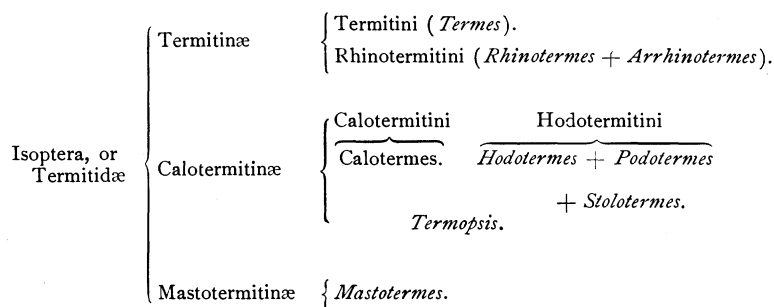 Termitinæ
Termitini (Termes).
Rhinotermitini (Rhinotermes + Arrhinotermes).
Isoptera, or
Termitidæ
Calotermitinæ
Calotermitini Hodotermitini
Calotermes. Hodotermes + Podotermes
+ Stolotermes.
Termopsis.
Mastotermitinæ
Mastotermes.